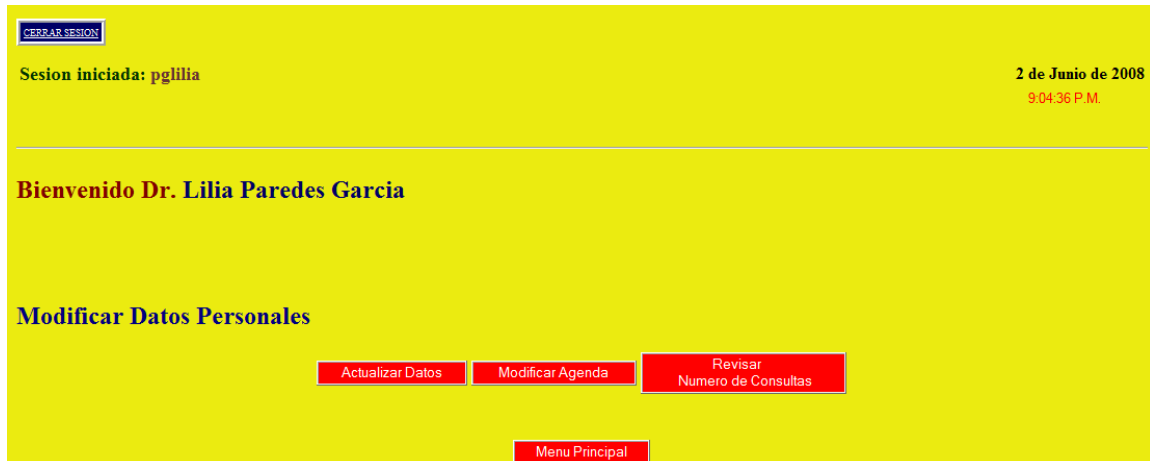 CERRAR SESION
Sesion iniciada: pglilia
2 de Junio de 2008
9:04:36 P.M.
Bienvenido Dr. Lilia Paredes Garcia
Modificar Datos Personales
Actualizar Datos
Modificar Agenda
Revisar
Numero de Consultas
Menu Principal